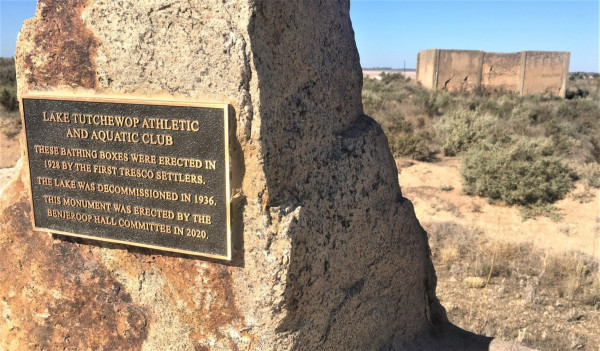 LAKE TUTCHEWOP ATHLETIC
AND AQUATIC CLUB
THESE BATHING BOXES WERE ERECTED IN
1928 BY THE FIRST TRESCO SETTLERS.
THE LAKE WAS DECOMMISSIONED IN 1936.
THIS MONUMENT WAS ERECTED BY THE
BENJEROOP HALL COMMITTEE IN 2020.